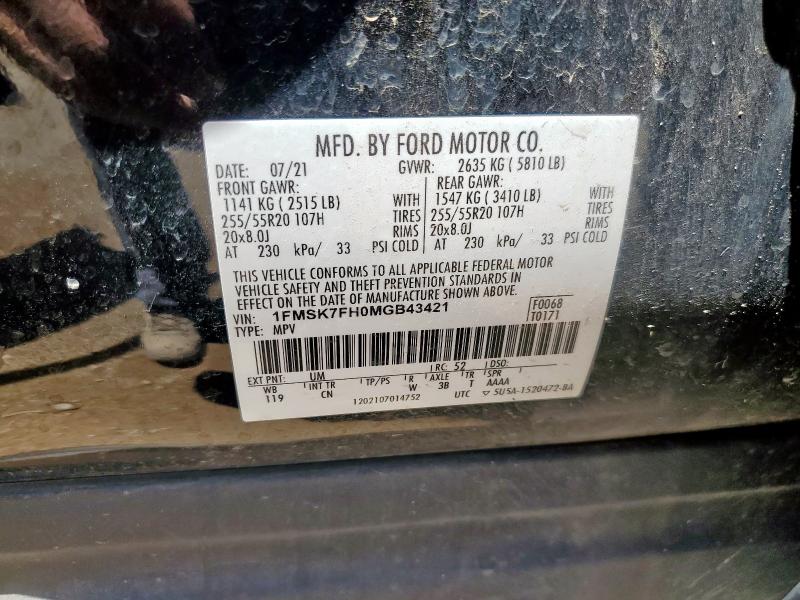 MFD. BY FORD MOTOR CO.
DATE: 07/21 GVWR: 2635 KG ( 5810 LB)
FRONT GAWR: REAR GAWR:
1141 KG ( 2515 LB) WITH 1547 KG ( 3410 LB) WITH
255/55R20 107H TIRES 255/55R20 107H TIRES
20x8.0J RIMS 20x8.0J RIMS
AT 230 kPa/ 33 PSI COLD AT 230 kPa/ 33 PSI COLD
THIS VEHICLE CONFORMS TO ALL APPLICABLE FEDERAL MOTOR
VEHICLE SAFETY AND THEFT PREVENTION STANDARDS IN
EFFECT ON THE DATE OF MANUFACTURE SHOWN ABOVE.
VIN: 1FMSK7FH0MGB43421 F0068
TYPE: MPV T0171
EXT PNT: UM RC: 52 DSO:
WB INT TR TP/PS R AXLE TR SPR
119 CN W 3B T AAAA
1202107014752 UTC ▽ 5U5A-1520472-BA